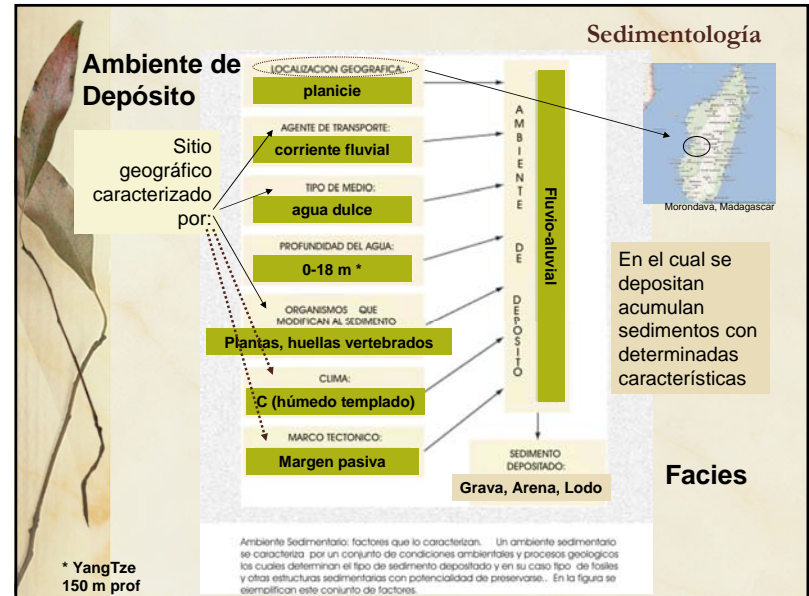 Sedimentología
Ambiente de
Depósito
Sitio
geográfico
caracterizado
por:
LOCALIZACION GEOGRAFICA:
planicie
AGENTE DE TRANSPORTE:
corriente fluvial
TIPO DE MEDIO:
agua dulce
PROFUNDIDAD DEL AGUA:
0-18 m *
ORGANISMOS QUE
MODIFICAN AL SEDIMENTO
Plantas, huellas vertebrados
CLIMA:
C (húmedo templado)
MARCO TECTONICO:
Margen pasiva
AMBIENTE DE DEPOSITO
Fluvio-aluvial
SEDIMENTO
DEPOSITADO:
Grava, Arena, Lodo
Morondava, Madagascar
En el cual se
depositan
acumulan
sedimentos con
determinadas
características
Facies
Ambiente Sedimentario: factores que lo caracterizan. Un ambiente sedimentario
se caracteriza por un conjunto de condiciones ambientales y procesos geologicos
los cuales determinan el tipo de sedimento depositado y en su caso tipo de fosiles
y otras estructuras sedimentarias con potencialidad de preservarse.. En la figura se
ejemplifican este conjunto de factores.
* YangTze
150 m prof